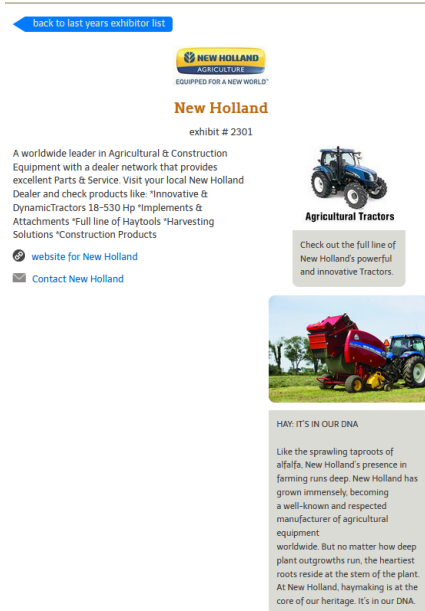 back to last years exhibitor list
NEW HOLLAND
AGRICULTURE
EQUIPPED FOR A NEW WORLD™
New Holland
exhibit # 2301
A worldwide leader in Agricultural & Construction
Equipment with a dealer network that provides
excellent Parts & Service. Visit your local New Holland
Dealer and check products like: *Innovative &
DynamicTractors 18-530 Hp *Implements &
Attachments *Full line of Haytools *Harvesting
Solutions *Construction Products
website for New Holland
Contact New Holland
Agricultural Tractors
Check out the full line of
New Holland's powerful
and innovative Tractors.
HAY: IT'S IN OUR DNA
Like the sprawling taproots of
alfalfa, New Holland's presence in
farming runs deep. New Holland has
grown immensely, becoming
a well-known and respected
manufacturer of agricultural
equipment
worldwide. But no matter how deep
plant outgrowths run, the heartiest
roots reside at the stem of the plant.
At New Holland, haymaking is at the
core of our heritage. It's in our DNA.